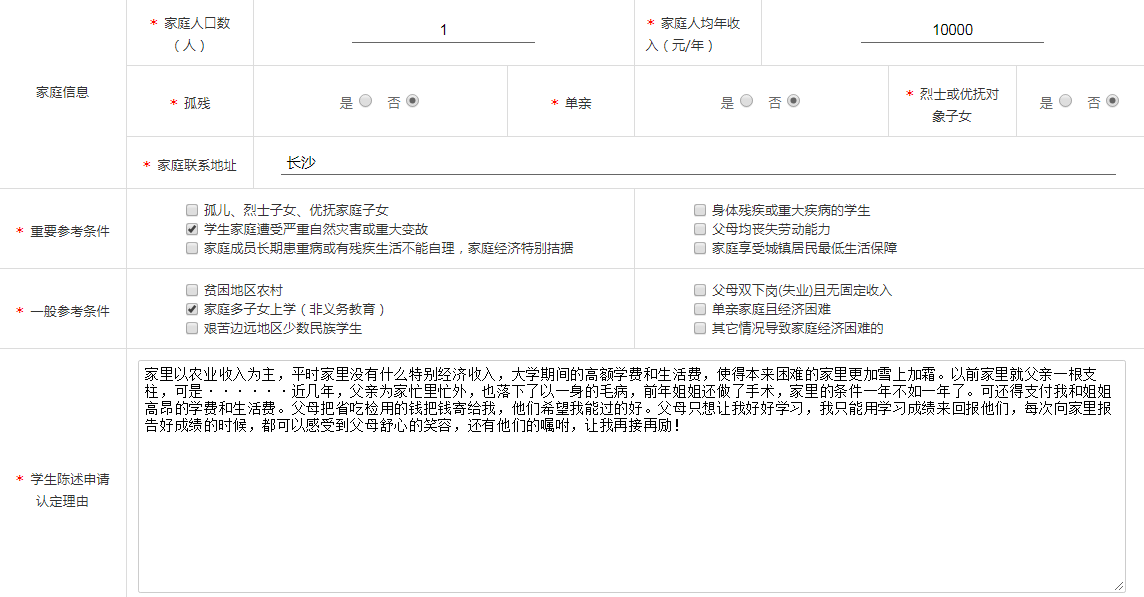 * 家庭人口数
（人）
1
* 家庭人均年收
入（元/年）
10000
家庭信息
* 孤残
是 否
* 单亲
是 否
* 烈士或优抚对
象子女
是 否
* 家庭联系地址
长沙
* 重要参考条件
孤儿、烈士子女、优抚家庭子女
学生家庭遭受严重自然灾害或重大变故
家庭成员长期患重病或有残疾生活不能自理，家庭经济特别拮据
身体残疾或重大疾病的学生
父母均丧失劳动能力
家庭享受城镇居民最低生活保障
* 一般参考条件
贫困地区农村
家庭多子女上学（非义务教育）
艰苦边远地区少数民族学生
父母双下岗(失业)且无固定收入
单亲家庭且经济困难
其它情况导致家庭经济困难的
* 学生陈述申请
认定理由
家里以农业收入为主，平时家里没有什么特别经济收入，大学期间的高额学费和生活费，使得本来困难的家里更加雪上加霜。以前家里就父亲一根支
柱，可是······近几年，父亲为家忙里忙外，也落下了以一身的毛病，前年姐姐还做了手术，家里的条件一年不如一年了。可还得支付我和姐姐
高昂的学费和生活费。父母把省吃检用的钱把钱寄给我，他们希望我能过的好。父母只想让我好好学习，我只能用学习成绩来回报他们，每次向家里报
告好成绩的时候，都可以感受到父母舒心的笑容，还有他们的嘱咐，让我再接再励！